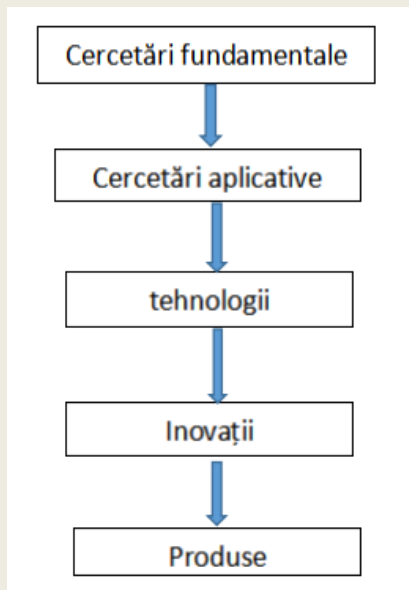 Cercetări fundamentale
Cercetări aplicative
tehnologii
Inovații
Produse